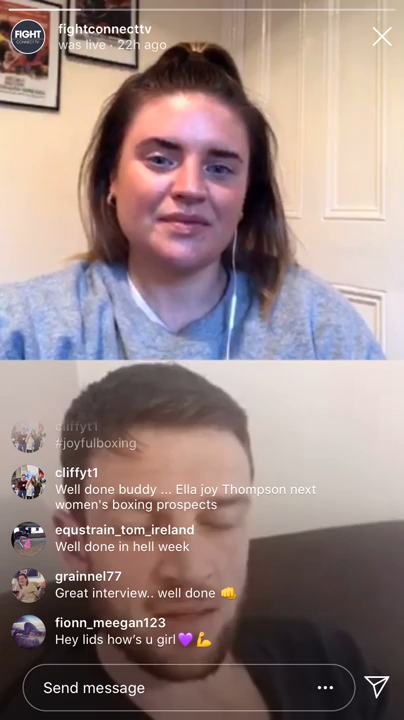 FIGHT
CONNECT TV
fightconnecttv
was live · 22h ago
cliffyt1
#joyfulboxing
cliffyt1
Well done buddy ... Ella joy Thompson next
women's boxing prospects
equstrain_tom_ireland
Well done in hell week
grainnel77
Great interview.. well done 👊
fionn_meegan123
Hey lids how's u girl💜💪
Send message